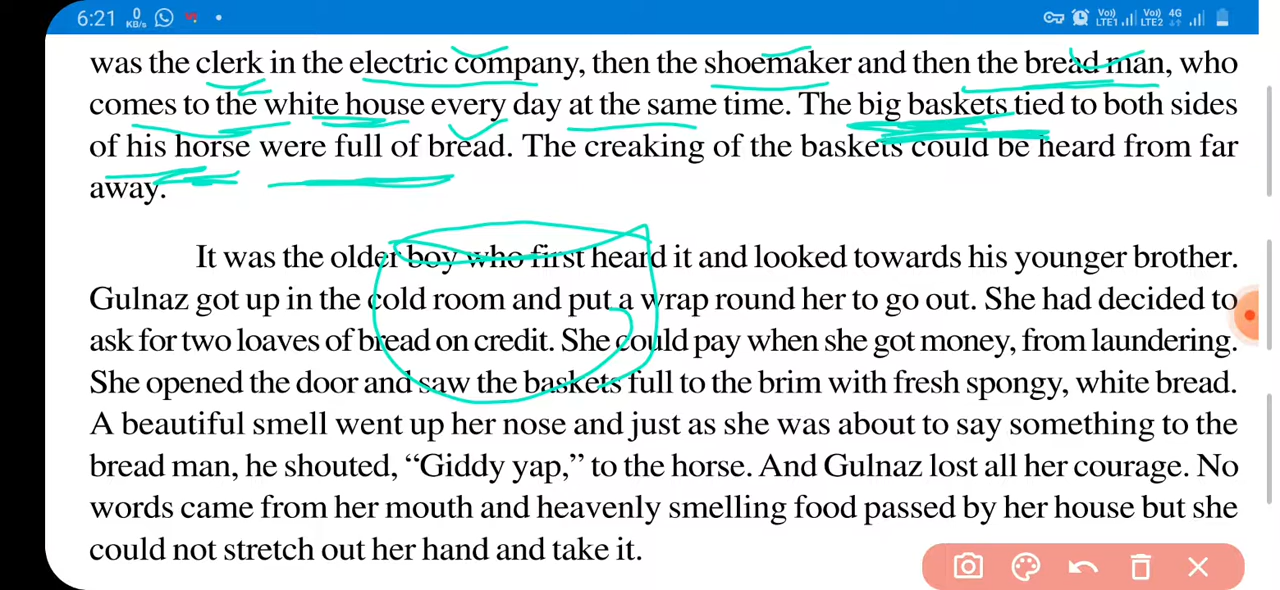 6:21 0 KB/s Vo) LTE1 Vo) LTE2 4G
was the clerk in the electric company, then the shoemaker and then the bread man, who
comes to the white house every day at the same time. The big baskets tied to both sides
of his horse were full of bread. The creaking of the baskets could be heard from far
away.
It was the older boy who first heard it and looked towards his younger brother.
Gulnaz got up in the cold room and put a wrap round her to go out. She had decided to
ask for two loaves of bread on credit. She could pay when she got money, from laundering.
She opened the door and saw the baskets full to the brim with fresh spongy, white bread.
A beautiful smell went up her nose and just as she was about to say something to the
bread man, he shouted, “Giddy yap,” to the horse. And Gulnaz lost all her courage. No
words came from her mouth and heavenly smelling food passed by her house but she
could not stretch out her hand and take it.